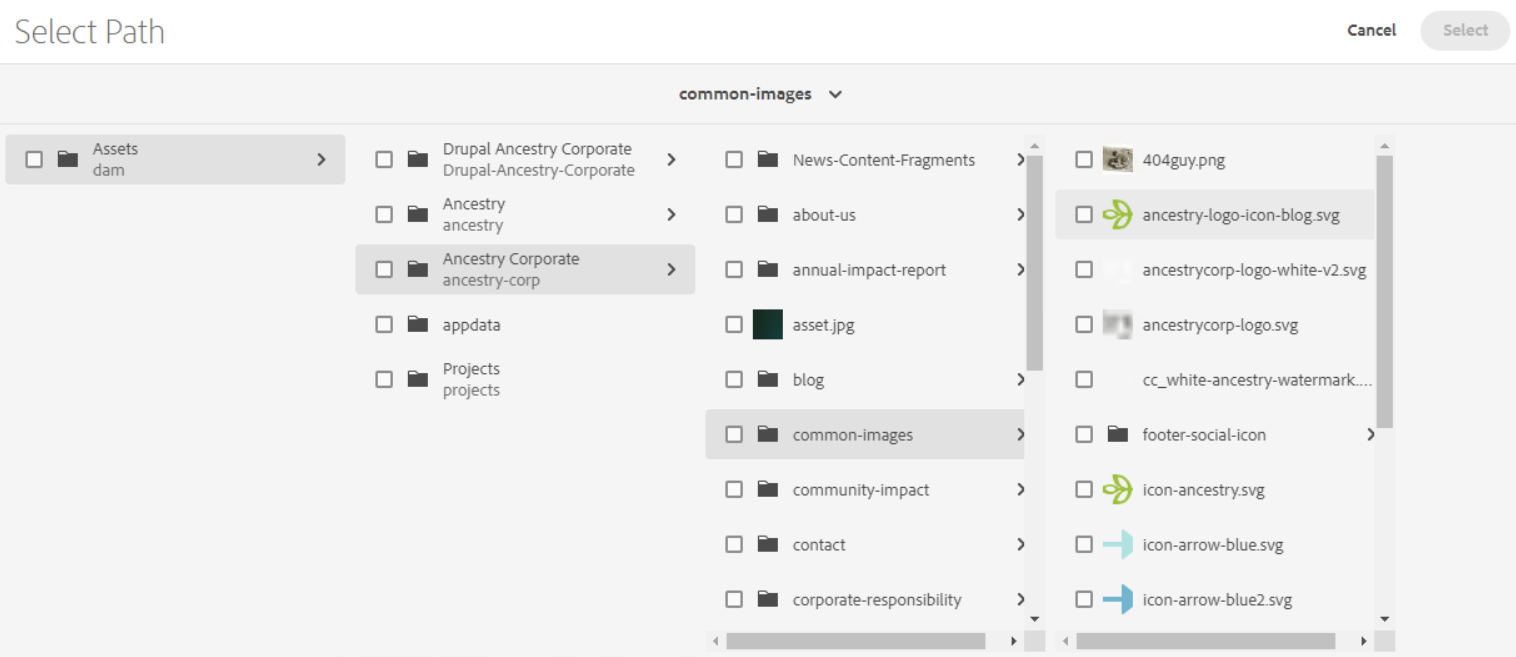 Select Path
Cancel
Select
common-images
Assets
dam
Drupal Ancestry Corporate
Drupal-Ancestry-Corporate
Ancestry
ancestry
Ancestry Corporate
ancestry-corp
appdata
Projects
projects
News-Content-Fragments
about-us
annual-impact-report
asset.jpg
blog
common-images
community-impact
contact
corporate-responsibility
404guy.png
ancestry-logo-icon-blog.svg
ancestrycorp-logo-white-v2.svg
ancestrycorp-logo.svg
cc_white-ancestry-watermark....
footer-social-icon
icon-ancestry.svg
icon-arrow-blue.svg
icon-arrow-blue2.svg